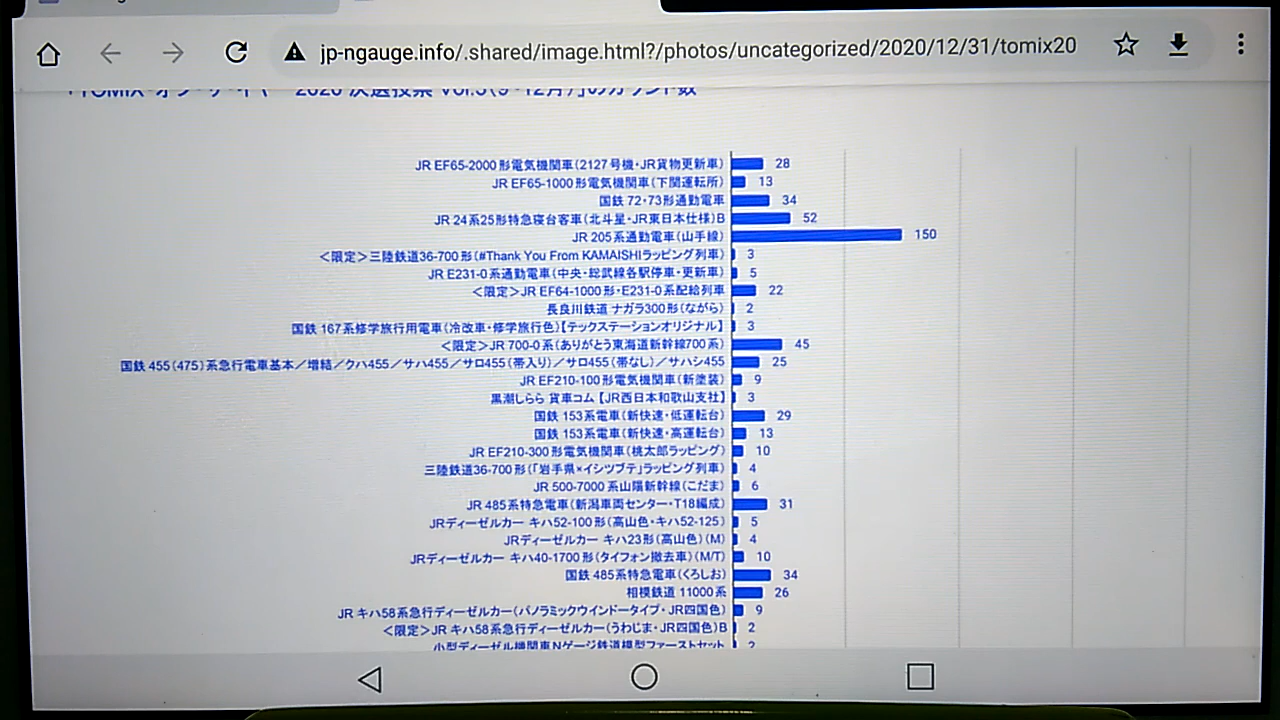 jp-ngauge.info/.shared/image.html?/photos/uncategorized/2020/12/31/tomix20
JR EF65-2000形電気機関車(2127号機・JR貨物更新車) 28
JR EF65-1000形電気機関車(下関運転所) 13
国鉄 72・73形通勤電車 34
JR 24系25形特急寝台客車(北斗星・JR東日本仕様)B 52
JR 205系通勤電車(山手線) 150
<限定>三陸鉄道36-700形(#Thank You From KAMAISHIラッピング列車) 3
JR E231-0系通勤電車(中央・総武線各駅停車・更新車) 5
<限定>JR EF64-1000形・E231-0系配給列車 22
長良川鉄道 ナガラ300形(ながら) 2
国鉄 167系修学旅行用電車(冷改車・修学旅行色)【テックステーションオリジナル】 3
<限定>JR 700-0系(ありがとう東海道新幹線700系) 45
国鉄 455(475)系急行電車基本/増結/クハ455/サハ455/サロ455(帯入り)/サロ455(帯なし)/サハシ455 25
JR EF210-100形電気機関車(新塗装) 9
黒潮しらら 貨車コム【JR西日本和歌山支社】 3
国鉄 153系電車(新快速・低運転台) 29
国鉄 153系電車(新快速・高運転台) 13
JR EF210-300形電気機関車(桃太郎ラッピング) 10
三陸鉄道36-700形(「岩手県×イシツブテ」ラッピング列車) 4
JR 500-7000系山陽新幹線(こだま) 6
JR 485系特急電車(新潟車両センター・T18編成) 31
JRディーゼルカー キハ52-100形(高山色・キハ52-125) 5
JRディーゼルカー キハ23形(高山色)(M) 4
JRディーゼルカー キハ40-1700形(タイフォン撤去車)(M/T) 10
国鉄 485系特急電車(くろしお) 34
相模鉄道 11000系 26
JR キハ58系急行ディーゼルカー(パノラミックウインドータイプ・JR四国色) 9
<限定>JR キハ58系急行ディーゼルカー(うわじま・JR四国色)B 2
小型ディーゼル機関車Nゲージ鉄道模型ファーストセット 2